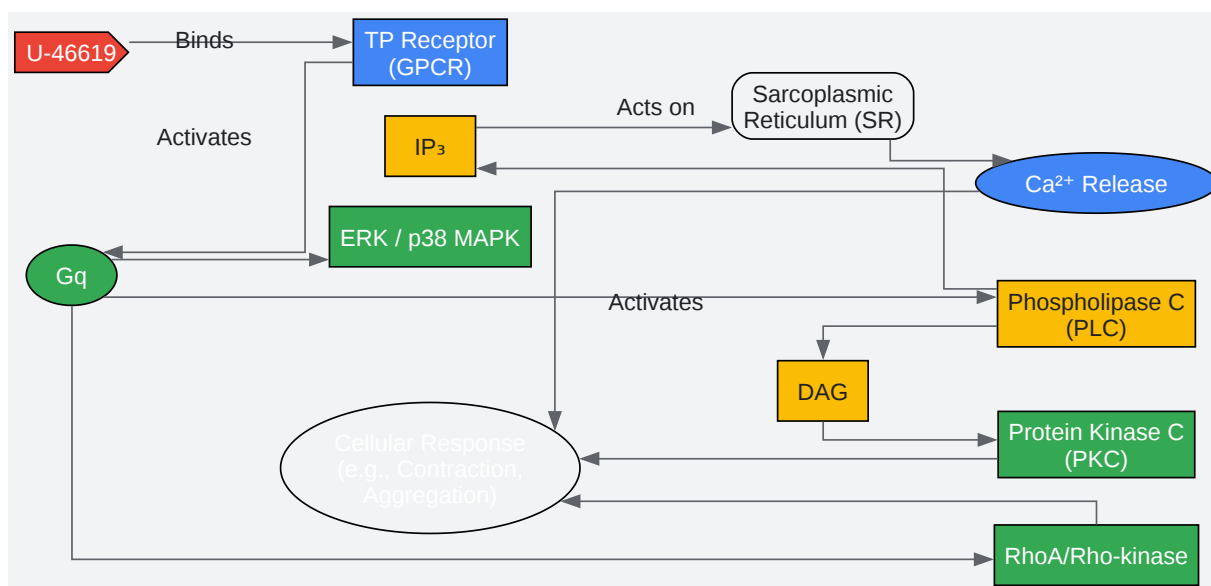 U-46619
Binds
TP Receptor
(GPCR)
Activates
IP₃
Acts on
Sarcoplasmic
Reticulum (SR)
Ca²⁺ Release
ERK / p38 MAPK
Gq
Activates
Phospholipase C
(PLC)
DAG
Cellular Response
(e.g., Contraction,
Aggregation)
Protein Kinase C
(PKC)
RhoA/Rho-kinase